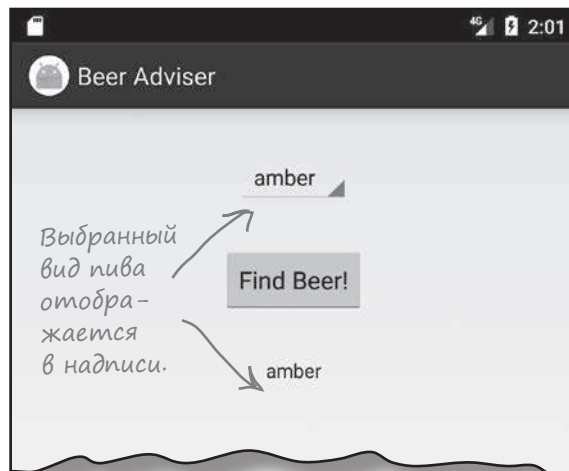 4G 2:01
Beer Adviser
amber
Выбранный
вид пива
отобра-
жается
в надписи.
Find Beer!
amber